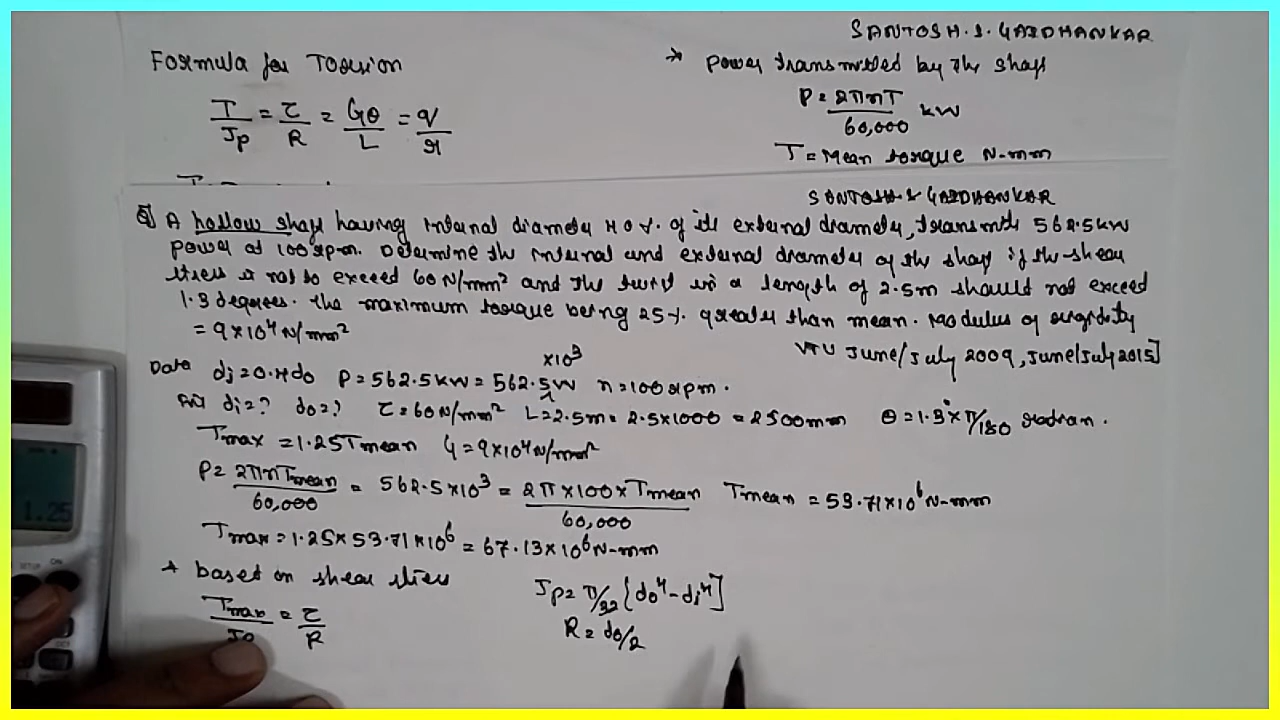 SANTOSH.S.GAIDHANKAR
Formula for Torsion
* Power transmitted by the shaft
T/Jp = τ/R = Gθ/L = q/r
P = 2πnT/60,000 kW
T = Mean torque N-mm
SANTOSH.S GAIDHANKAR
Q] A hollow shaft having internal diameter 40%. of its external diameter, transmits 562.5kW
power at 100 rpm. Determine the internal and external diameter of the shaft if the shear
stress is not to exceed 60 N/mm² and the twist in a length of 2.5m should not exceed
1.3 degrees. The maximum torque being 25%. greater than mean. Modulus of rigidity
= 9×10⁴ N/mm²
VTU June/July 2009, June/July 2015]
Data di = 0.4do P = 562.5kW = 562.5×10³W n = 100 rpm.
di = ? do = ? τ = 60 N/mm² L = 2.5m = 2.5×1000 = 2500mm θ = 1.3° × π/180 radian.
Tmax = 1.25Tmean G = 9×10⁴ N/mm²
P = 2πnTmean/60,000 = 562.5×10³ = 2π×100×Tmean/60,000 Tmean = 53.71×10⁶ N-mm
Tmax = 1.25×53.71×10⁶ = 67.13×10⁶ N-mm
* based on shear stress
Jp = π/32 [do⁴ - di⁴]
Tmax/Jp = τ/R
R = do/2
1.25
ON